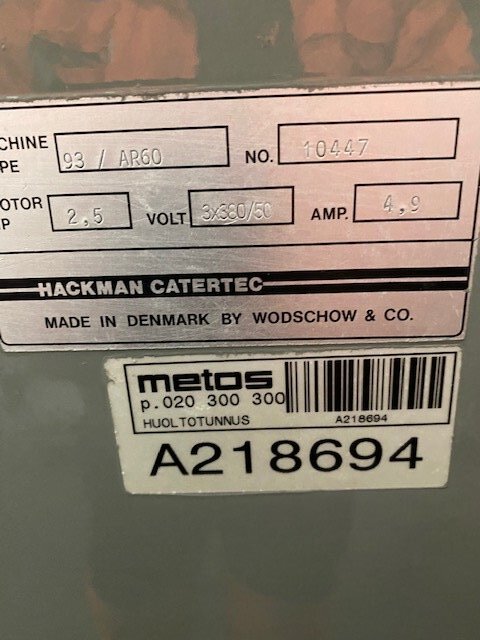 CHINE
PE 93 / AR60 NO. 10447
OTOR
P 2,5 VOLT 3x380/50 AMP. 4,9
HACKMAN CATERTEC
MADE IN DENMARK BY WODSCHOW & CO.
metos
p.020 300 300
HUOLTOTUNNUS A218694
A218694